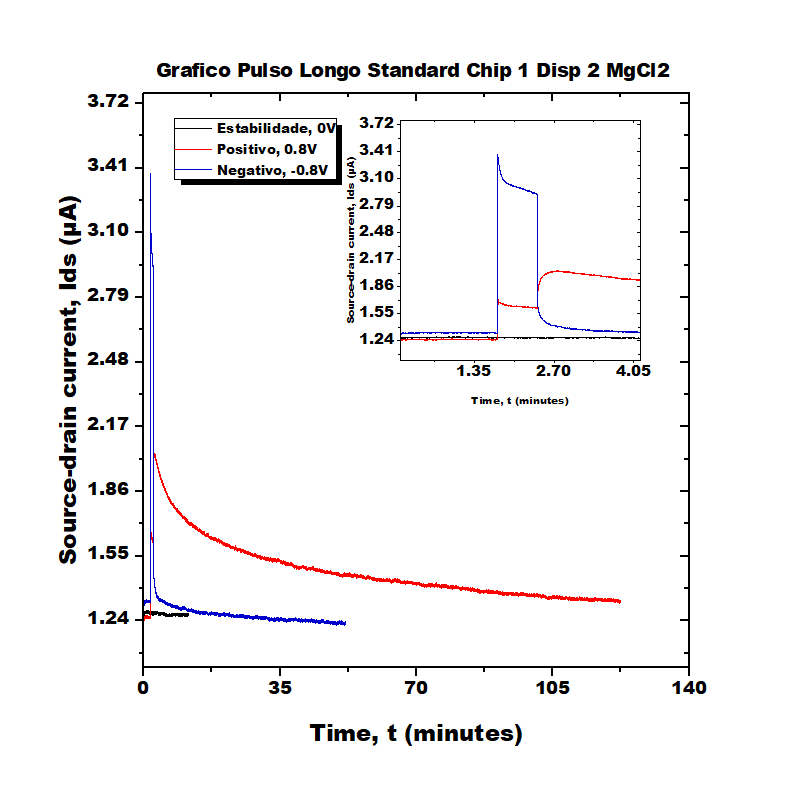 Grafico Pulso Longo Standard Chip 1 Disp 2 MgCl2
3.72
3.41
3.10
2.79
2.48
2.17
1.86
1.55
1.24
Source-drain current, Ids (µA)
Estabilidade, 0V
Positivo, 0.8V
Negativo, -0.8V
3.72
3.41
3.10
2.79
2.48
2.17
1.86
1.55
1.24
Source-drain current, Ids (µA)
1.35 2.70 4.05
Time, t (minutes)
0 35 70 105 140
Time, t (minutes)